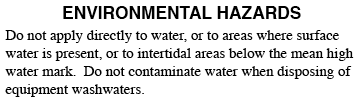 ENVIRONMENTAL HAZARDS
Do not apply directly to water, or to areas where surface
water is present, or to intertidal areas below the mean high
water mark.  Do not contaminate water when disposing of
equipment washwaters.